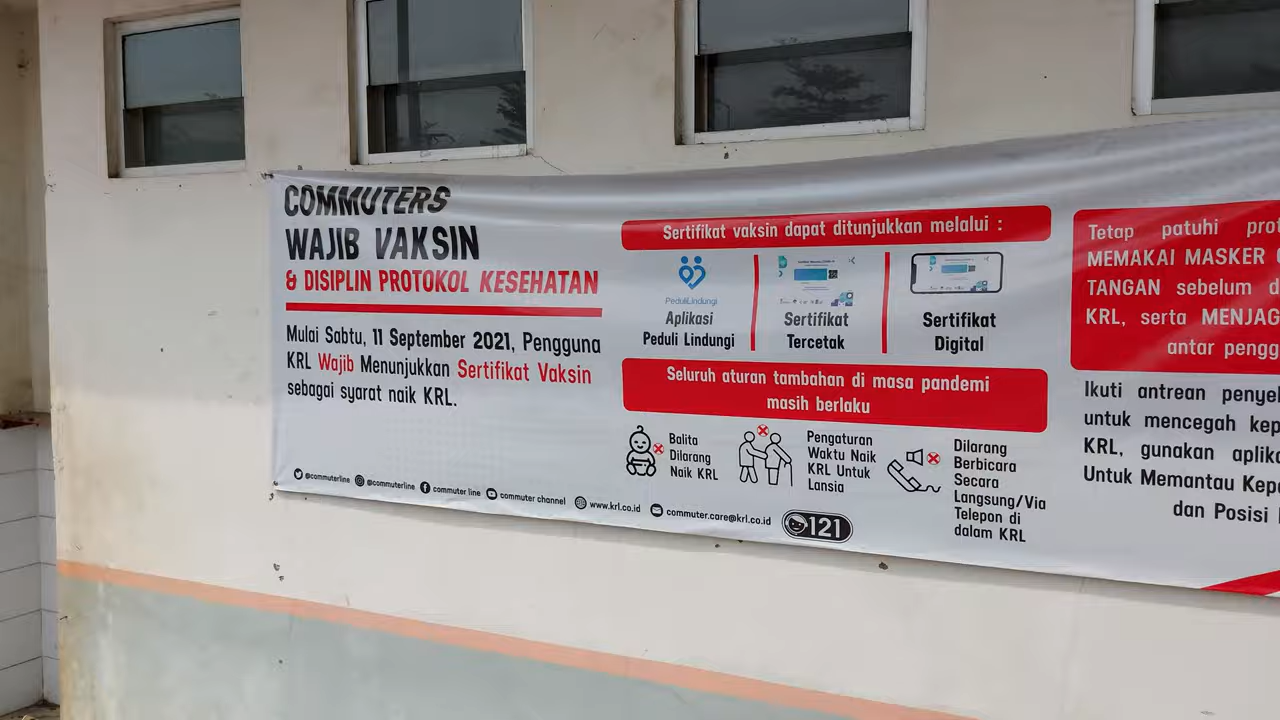 COMMUTERS
WAJIB VAKSIN
& DISIPLIN PROTOKOL KESEHATAN
Mulai Sabtu, 11 September 2021, Pengguna
KRL Wajib Menunjukkan Sertifikat Vaksin
sebagai syarat naik KRL.
@commuterline @commuterline commuter line commuter channel www.krl.co.id commuter.care@krl.co.id 121
Sertifikat vaksin dapat ditunjukkan melalui :
PeduliLindungi
Aplikasi
Peduli Lindungi
Sertifikat
Tercetak
Sertifikat
Digital
Seluruh aturan tambahan di masa pandemi
masih berlaku
Balita
Dilarang
Naik KRL
Pengaturan
Waktu Naik
KRL Untuk
Lansia
Dilarang
Berbicara
Secara
Langsung/Via
Telepon di
dalam KRL
Tetap patuhi prot
MEMAKAI MASKER
TANGAN sebelum d
KRL, serta MENJAG
antar pengg
Ikuti antrean penye
untuk mencegah kep
KRL, gunakan aplika
Untuk Memantau Kepa
dan Posisi